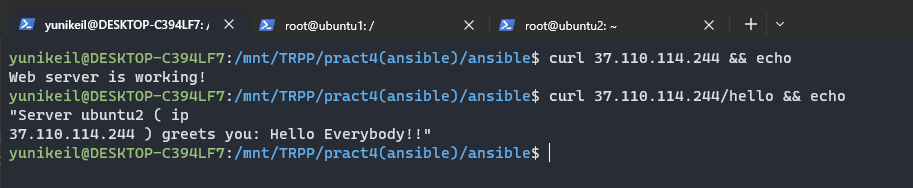 yunikeil@DESKTOP-C394LF7: /
root@ubuntu1: /
root@ubuntu2: ~
yunikeil@DESKTOP-C394LF7:/mnt/TRPP/pract4(ansible)/ansible$ curl 37.110.114.244 && echo
Web server is working!
yunikeil@DESKTOP-C394LF7:/mnt/TRPP/pract4(ansible)/ansible$ curl 37.110.114.244/hello && echo
"Server ubuntu2 ( ip
37.110.114.244 ) greets you: Hello Everybody!!"
yunikeil@DESKTOP-C394LF7:/mnt/TRPP/pract4(ansible)/ansible$